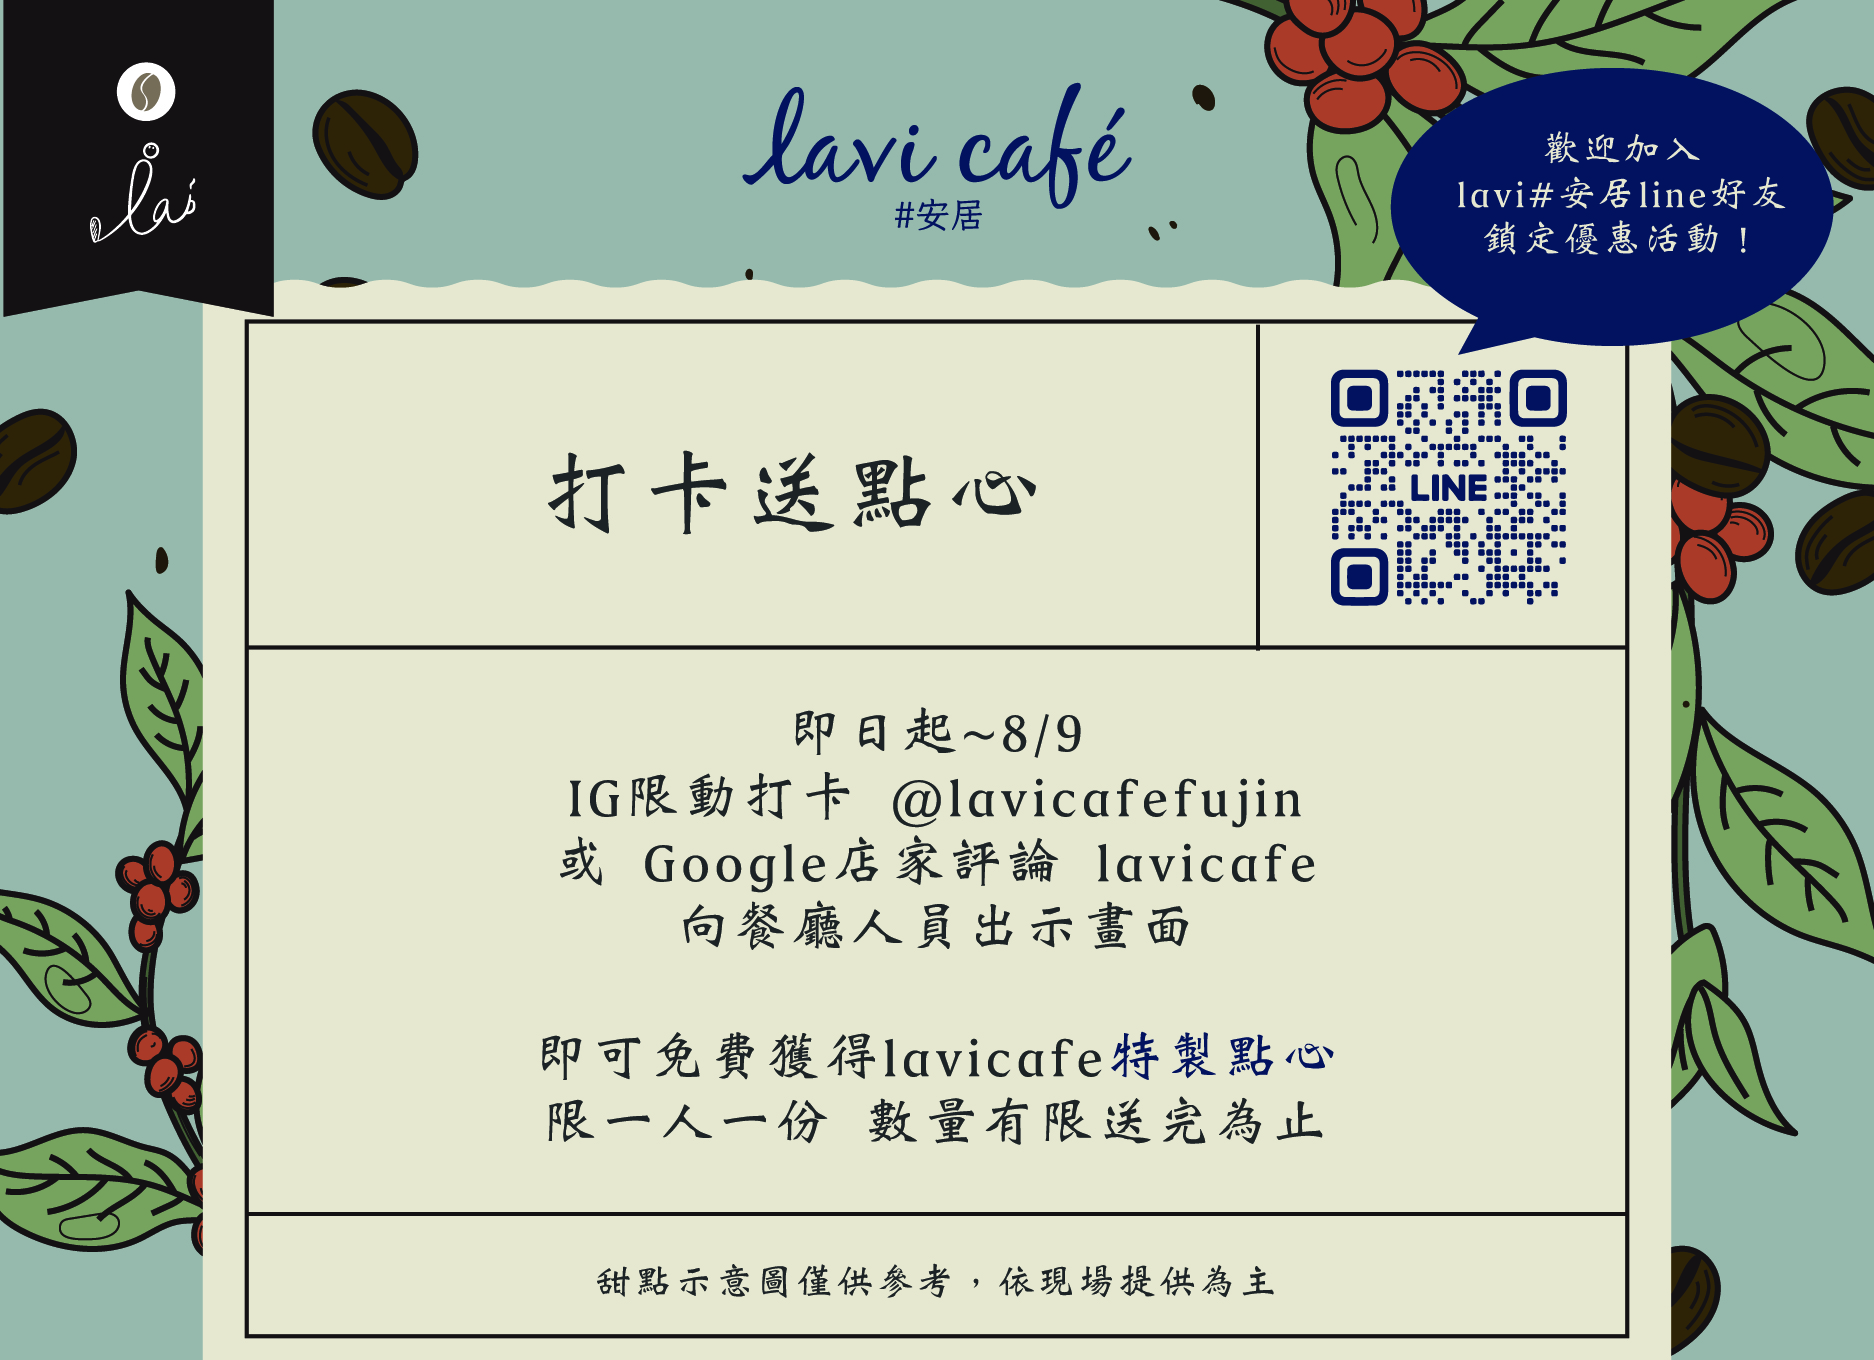 lavi
lavi café
#安居
歡迎加入
lavi#安居line好友
鎖定優惠活動！
打卡送點心
LINE
即日起~8/9
IG限動打卡 @lavicafefujin
或 Google店家評論 lavicafe
向餐廳人員出示畫面
即可免費獲得lavicafe特製點心
限一人一份 數量有限送完為止
甜點示意圖僅供參考，依現場提供為主